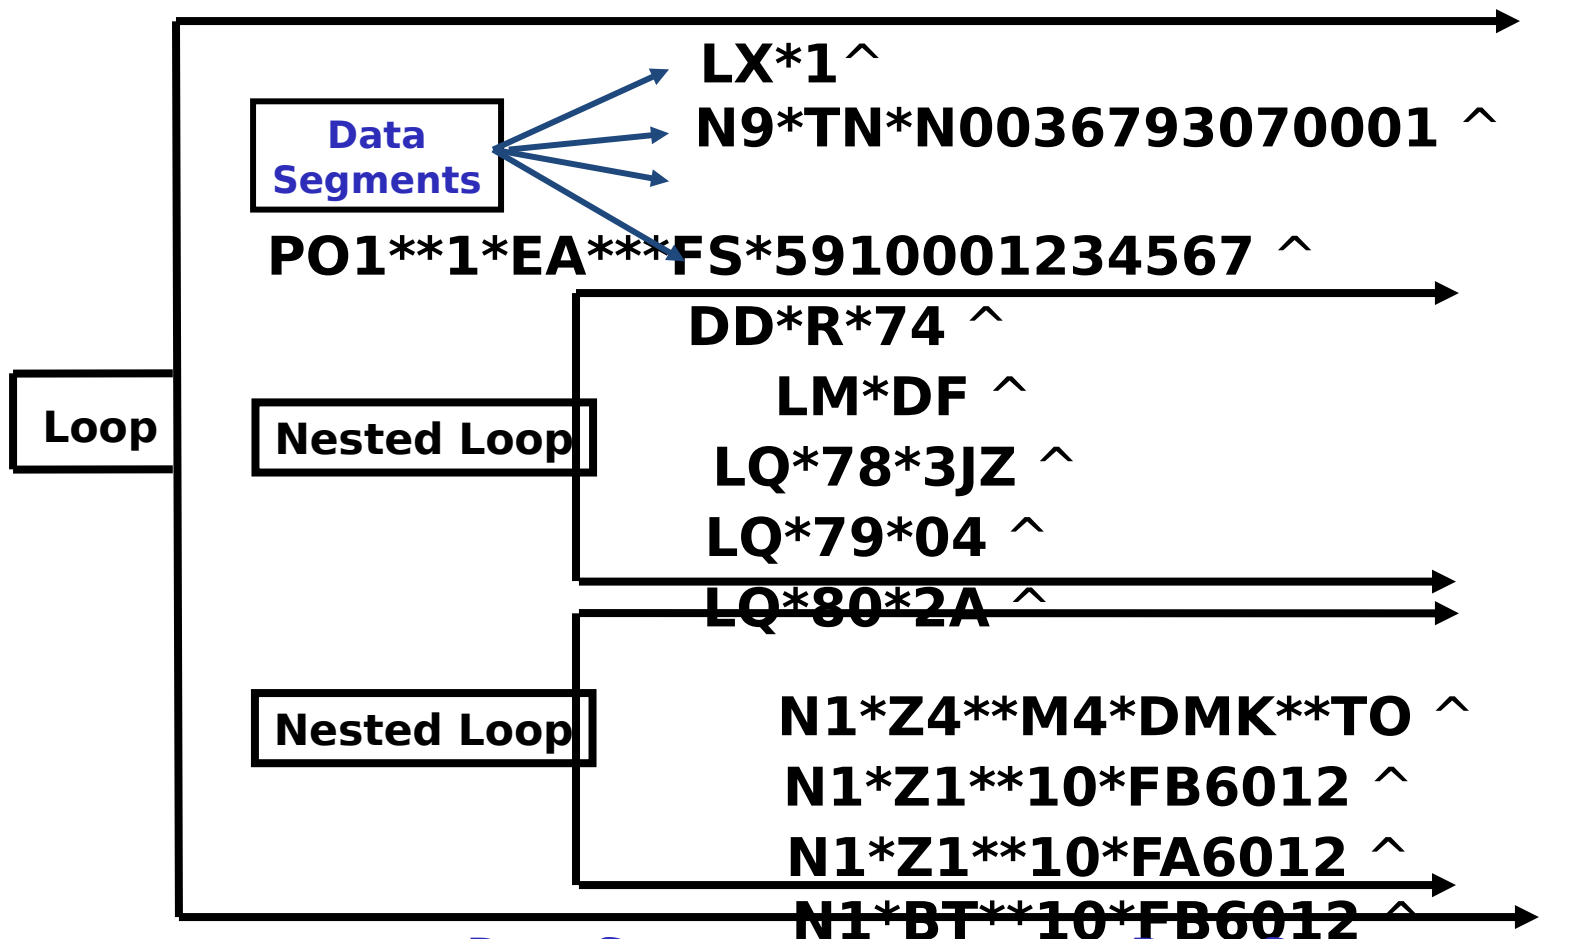 LX*1^
Data
Segments
N9*TN*N0036793070001 ^
PO1**1*EA***FS*5910001234567 ^
DD*R*74 ^
LM*DF ^
Loop
Nested Loop
LQ*78*3JZ ^
LQ*79*04 ^
LQ*80*2A ^
Nested Loop
N1*Z4**M4*DMK**TO ^
N1*Z1**10*FB6012 ^
N1*Z1**10*FA6012 ^
N1*BT**10*FB6012 ^